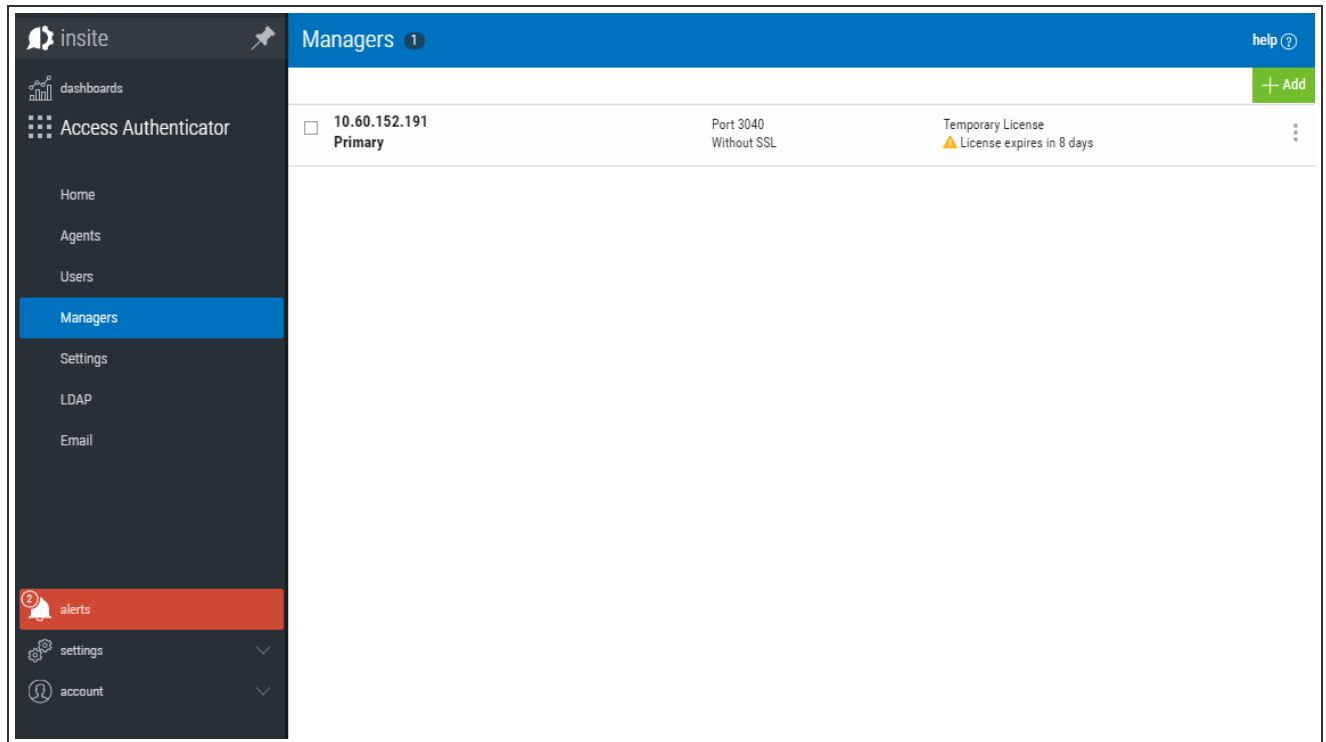 insite
Managers 1
help ?
dashboards
+ Add
Access Authenticator
10.60.152.191
Primary
Port 3040
Without SSL
Temporary License
License expires in 8 days
Home
Agents
Users
Managers
Settings
LDAP
Email
2
alerts
settings
account